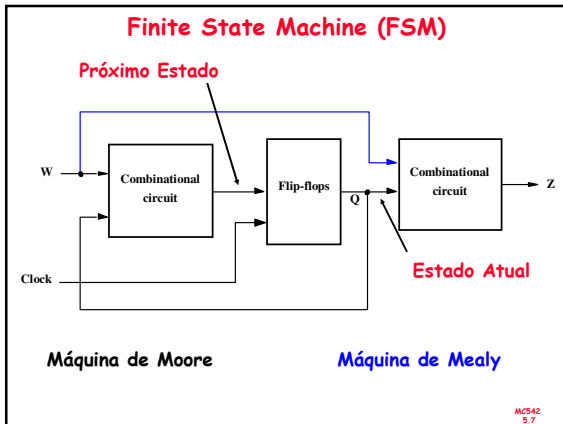 Finite State Machine (FSM)
Próximo Estado
W
Combinational
circuit
Flip-flops
Q
Combinational
circuit
Z
Estado Atual
Clock
Máquina de Moore
Máquina de Mealy
MC542
5.7